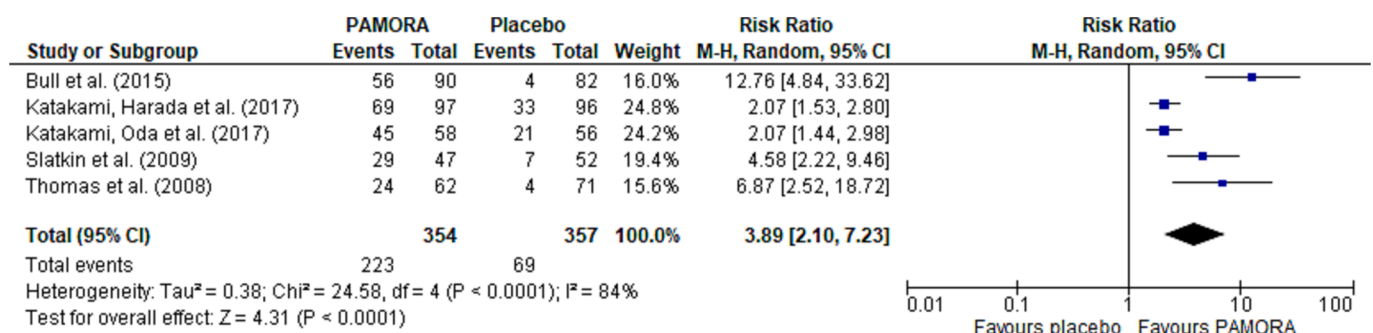 PAMORA Placebo Risk Ratio Risk Ratio
Study or Subgroup Events Total Events Total Weight M-H, Random, 95% CI M-H, Random, 95% CI
Bull et al. (2015) 56 90 4 82 16.0% 12.76 [4.84, 33.62]
Katakami, Harada et al. (2017) 69 97 33 96 24.8% 2.07 [1.53, 2.80]
Katakami, Oda et al. (2017) 45 58 21 56 24.2% 2.07 [1.44, 2.98]
Slatkin et al. (2009) 29 47 7 52 19.4% 4.58 [2.22, 9.46]
Thomas et al. (2008) 24 62 4 71 15.6% 6.87 [2.52, 18.72]
Total (95% CI) 354 357 100.0% 3.89 [2.10, 7.23]
Total events 223 69
Heterogeneity: Tau² = 0.38; Chi² = 24.58, df = 4 (P < 0.0001); I² = 84%
Test for overall effect: Z = 4.31 (P < 0.0001)
0.01 0.1 1 10 100
Favours placebo Favours PAMORA